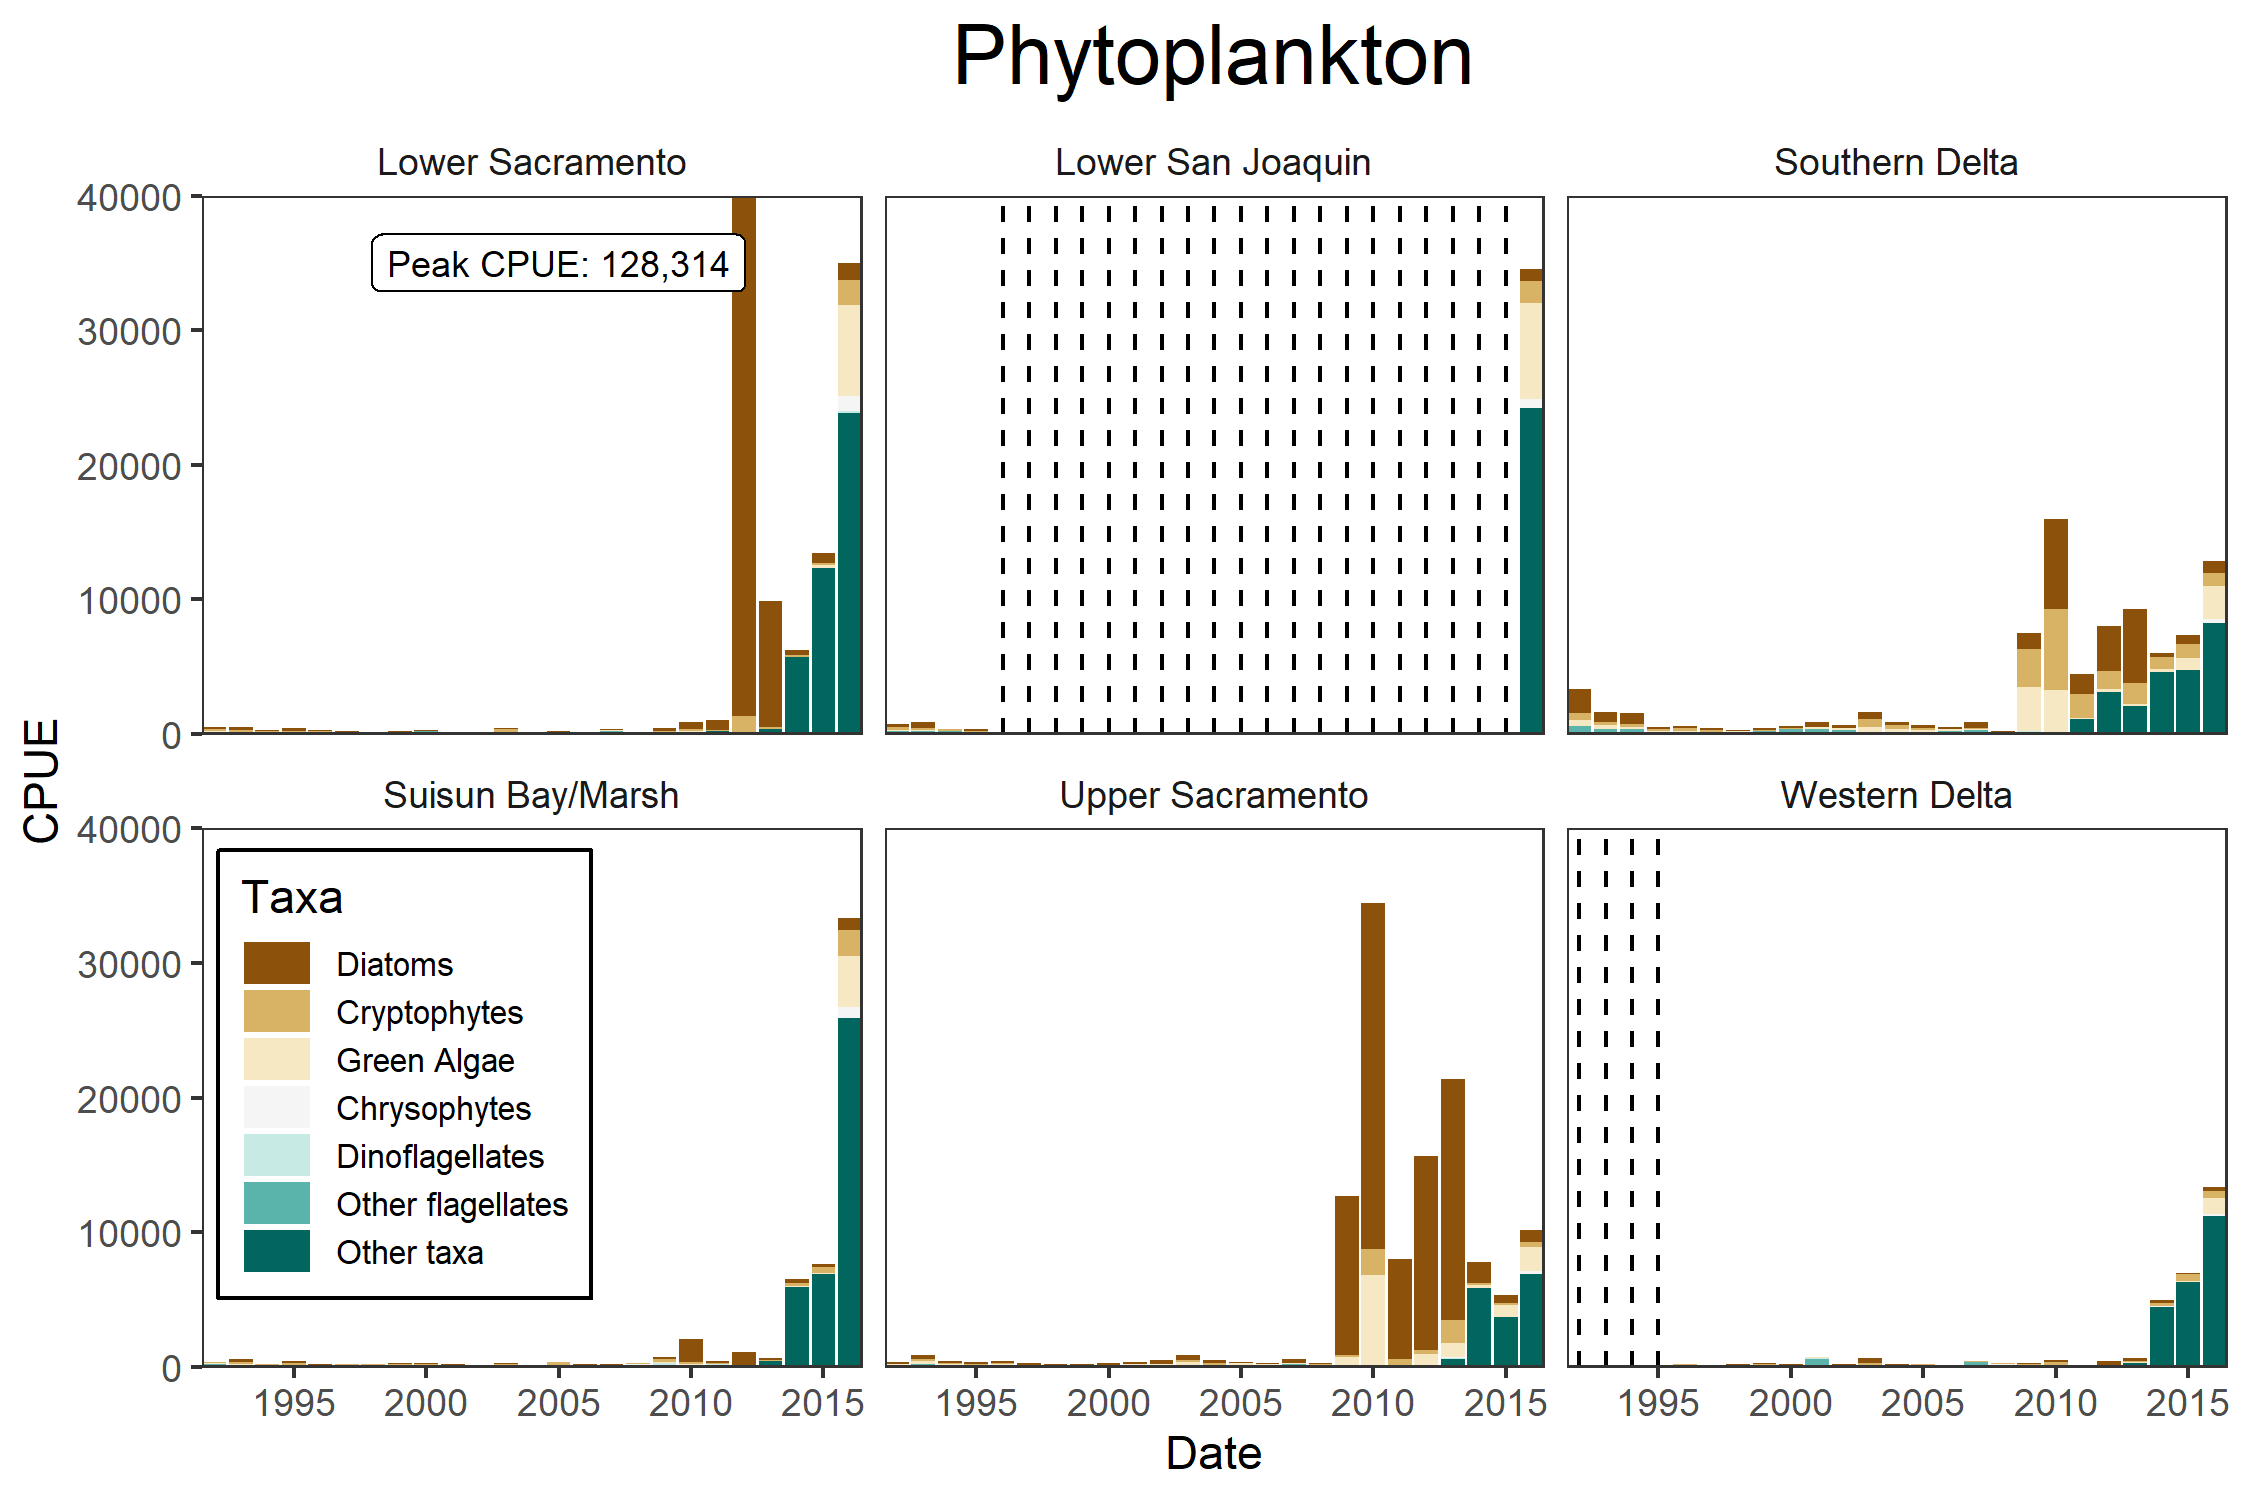 Phytoplankton
Lower Sacramento
Lower San Joaquin
Southern Delta
40000
30000
20000
10000
0
Peak CPUE: 128,314
CPUE
Suisun Bay/Marsh
Upper Sacramento
Western Delta
40000
30000
20000
10000
0
Taxa
Diatoms
Cryptophytes
Green Algae
Chrysophytes
Dinoflagellates
Other flagellates
Other taxa
1995 2000 2005 2010 2015
1995 2000 2005 2010 2015
1995 2000 2005 2010 2015
Date